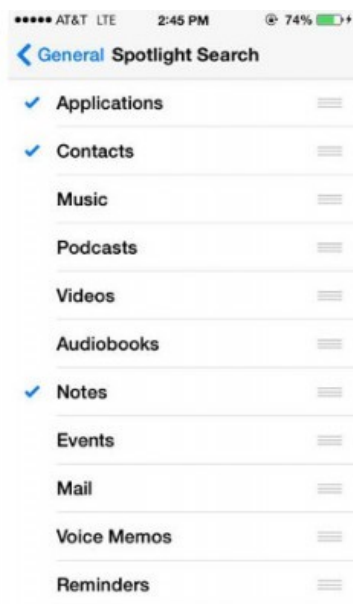 AT&T LTE 2:45 PM 74%
General Spotlight Search
Applications
Contacts
Music
Podcasts
Videos
Audiobooks
Notes
Events
Mail
Voice Memos
Reminders